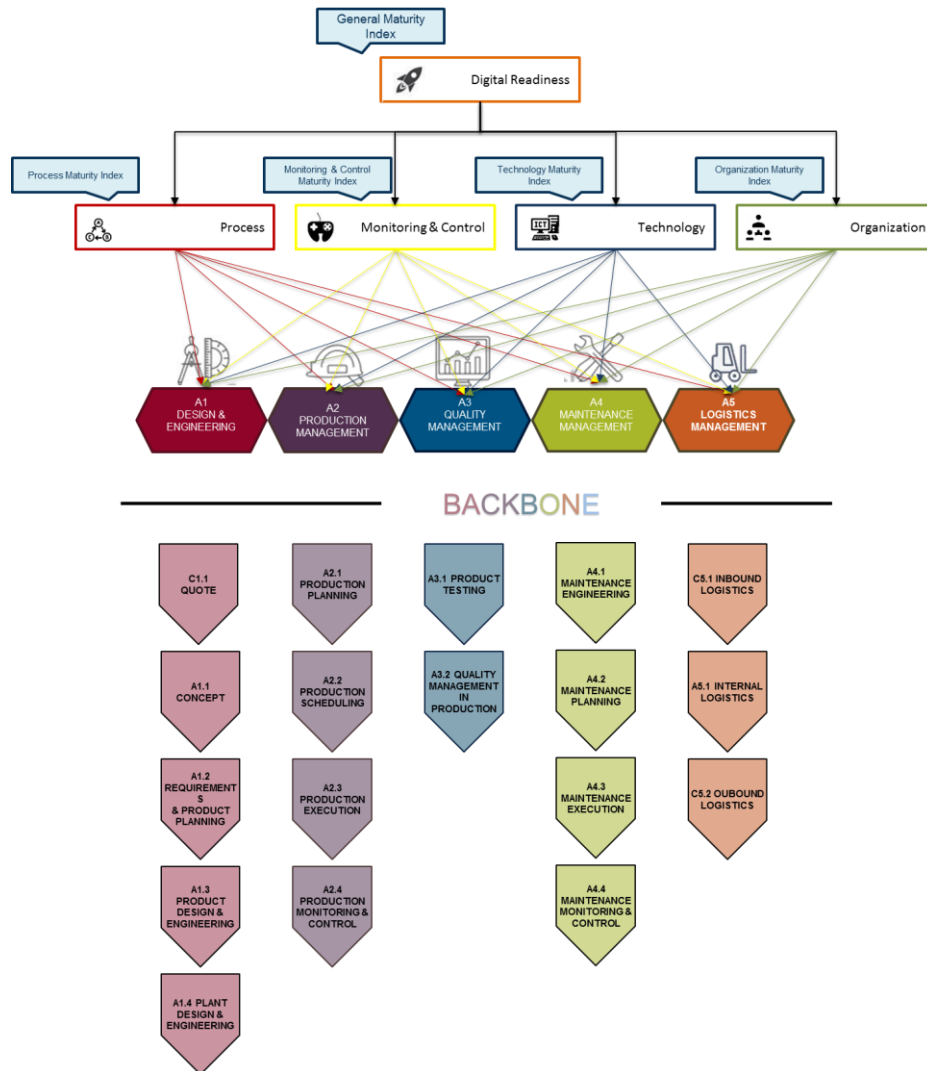 General Maturity
Index
Digital Readiness
Process Maturity Index
Monitoring & Control
Maturity Index
Technology Maturity
Index
Organization Maturity
Index
Process
Monitoring & Control
ICT
Technology
Organization
A1
DESIGN &
ENGINEERING
A2
PRODUCTION
MANAGEMENT
A3
QUALITY
MANAGEMENT
A4
MAINTENANCE
MANAGEMENT
A5
LOGISTICS
MANAGEMENT
BACKBONE
C1.1
QUOTE
A2.1
PRODUCTION
PLANNING
A3.1 PRODUCT
TESTING
A4.1
MAINTENANCE
ENGINEERING
C5.1 INBOUND
LOGISTICS
A1.1
CONCEPT
A2.2
PRODUCTION
SCHEDULING
A3.2 QUALITY
MANAGEMENT
IN
PRODUCTION
A4.2
MAINTENANCE
PLANNING
A5.1 INTERNAL
LOGISTICS
A1.2
REQUIREMENT
S
& PRODUCT
PLANNING
A2.3
PRODUCTION
EXECUTION
A4.3
MAINTENANCE
EXECUTION
C5.2 OUBOUND
LOGISTICS
A1.3
PRODUCT
DESIGN &
ENGINEERING
A2.4
PRODUCTION
MONITORING &
CONTROL
A4.4
MAINTENANCE
MONITORING &
CONTROL
A1.4 PLANT
DESIGN &
ENGINEERING